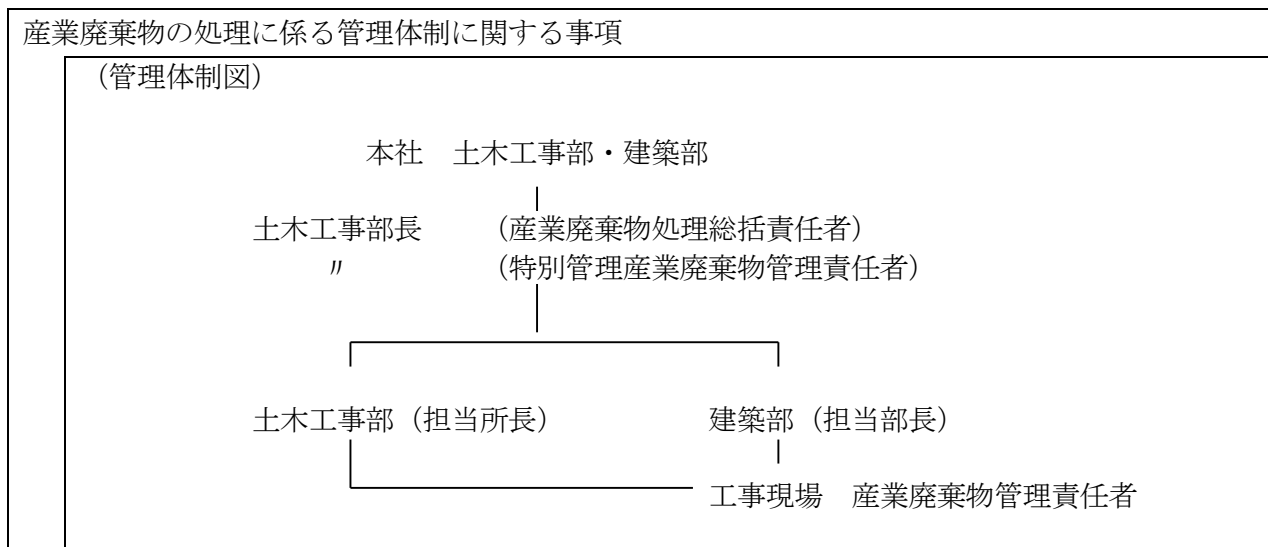 産業廃棄物の処理に係る管理体制に関する事項
（管理体制図）
本社　土木工事部・建築部
土木工事部長　（産業廃棄物処理総括責任者）
〃　（特別管理産業廃棄物管理責任者）
土木工事部（担当所長）　建築部（担当部長）
工事現場　産業廃棄物管理責任者